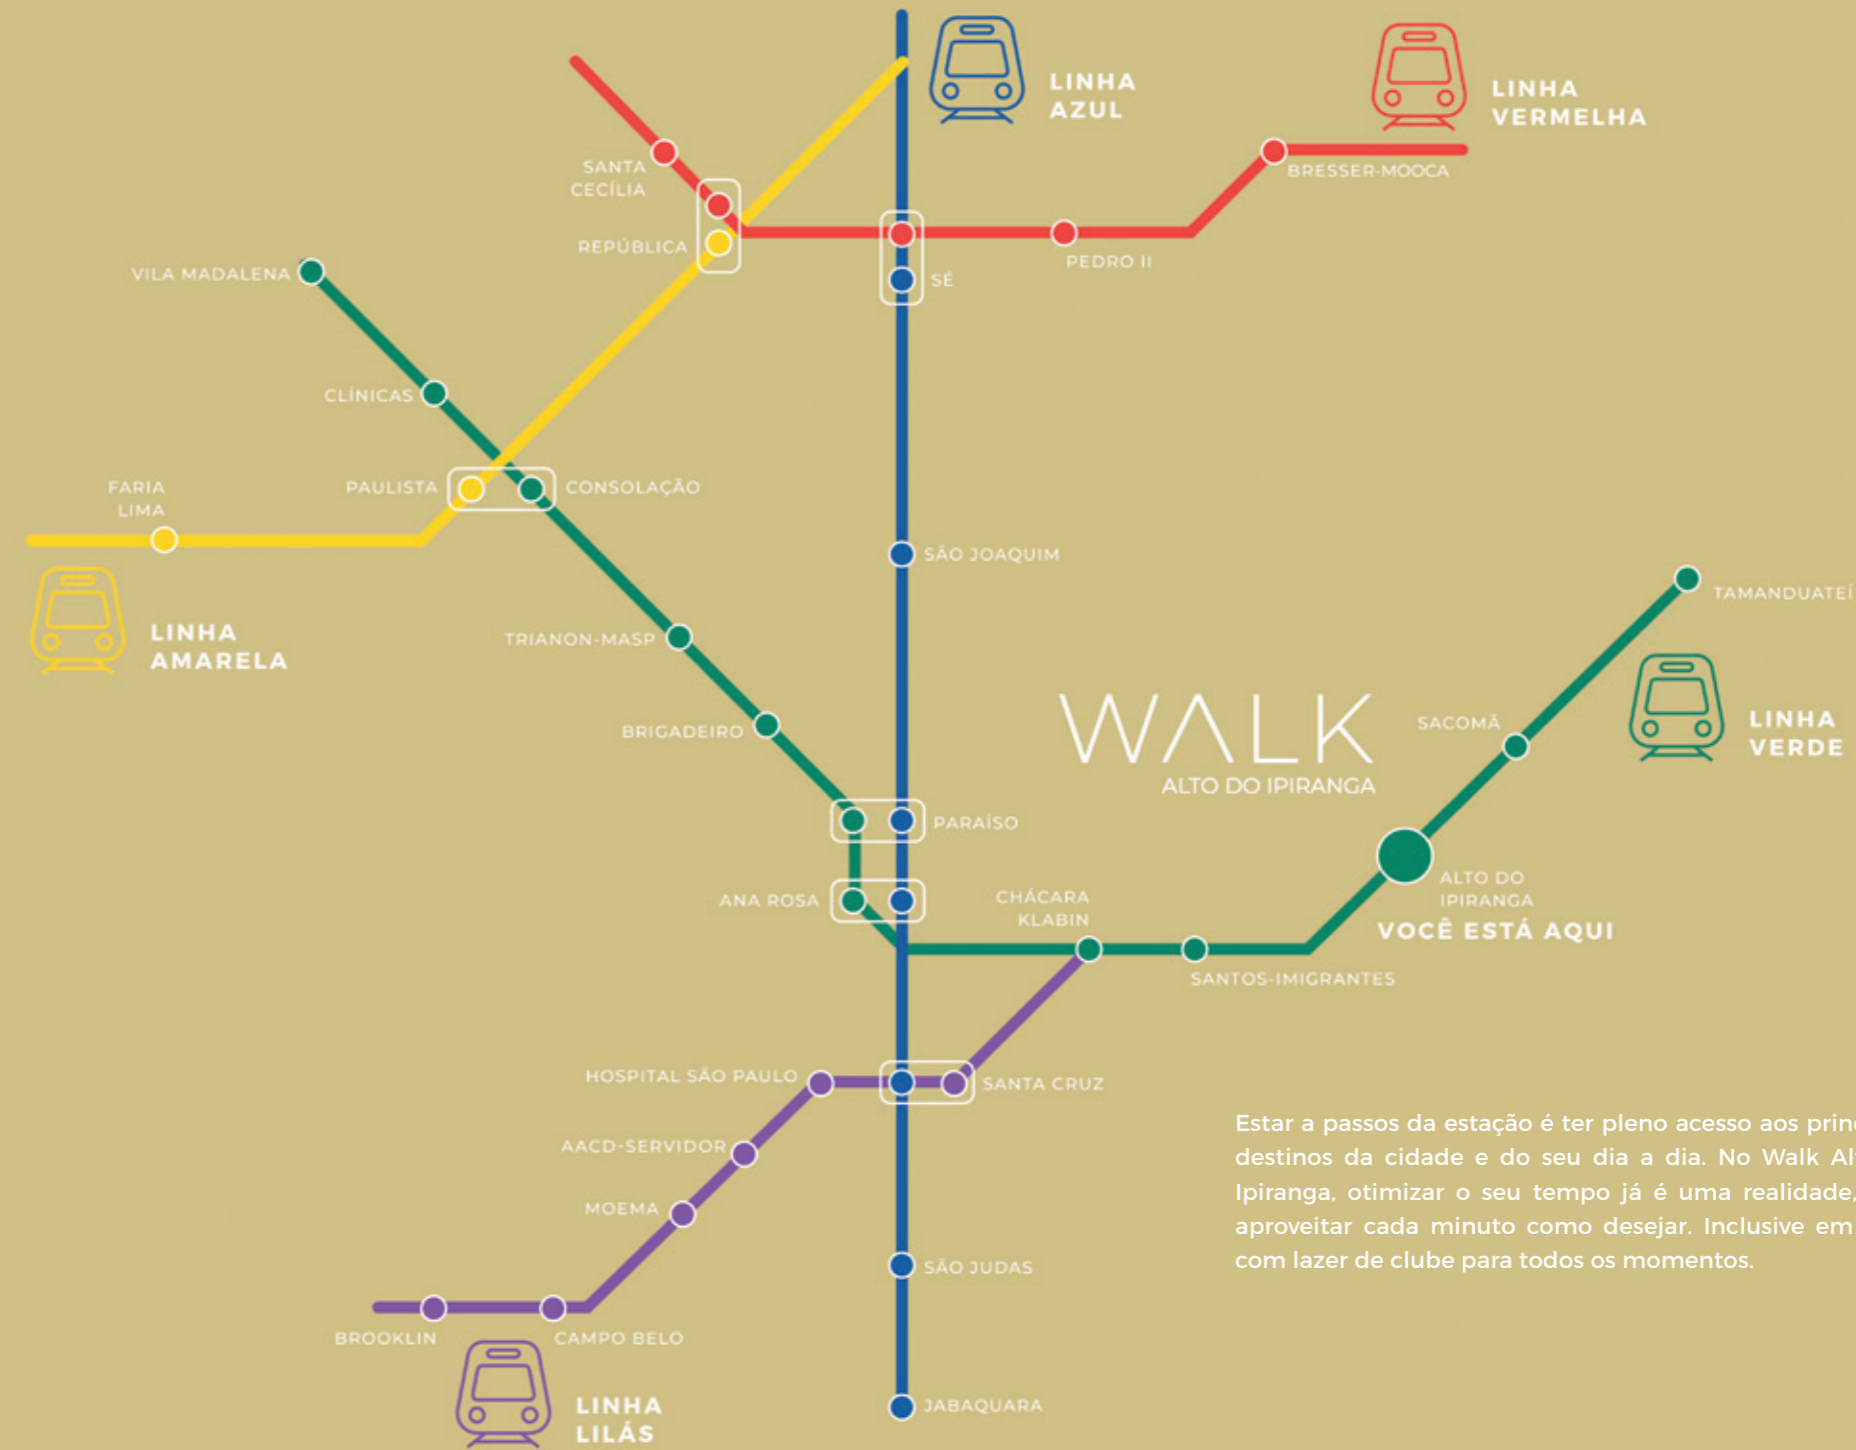 LINHA
AZUL
LINHA
VERMELHA
SANTA
CECÍLIA
BRESSER-MOOCA
REPÚBLICA
PEDRO II
SÉ
VILA MADALENA
CLÍNICAS
FARIA
LIMA
PAULISTA
CONSOLAÇÃO
SÃO JOAQUIM
TAMANDUATEÍ
LINHA
AMARELA
TRIANON-MASP
BRIGADEIRO
WALK
ALTO DO IPIRANGA
SACOMÃ
LINHA
VERDE
PARAÍSO
ANA ROSA
CHÁCARA
KLABIN
ALTO DO
IPIRANGA
VOCÊ ESTÁ AQUI
SANTOS-IMIGRANTES
HOSPITAL SÃO PAULO
SANTA CRUZ
AACD-SERVIDOR
MOEMA
Estar a passos da estação é ter pleno acesso aos
destinos da cidade e do seu dia a dia. No Walk
Ipiranga, otimizar o seu tempo já é uma realidade,
aproveitar cada minuto como desejar. Inclusive em
com lazer de clube para todos os momentos.
SÃO JUDAS
BROOKLIN
CAMPO BELO
LINHA
LILÁS
JABAQUARA